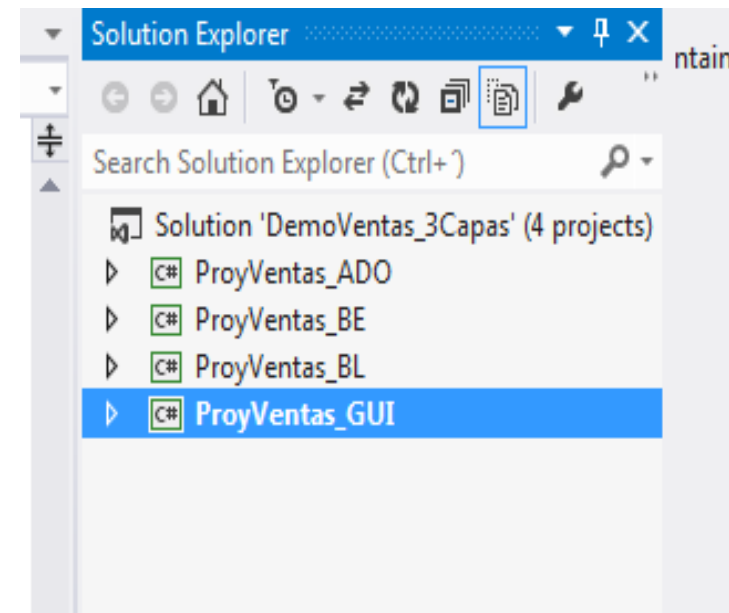 Solution Explorer
ntain
Search Solution Explorer (Ctrl+´)
Solution 'DemoVentas_3Capas' (4 projects)
C# ProyVentas_ADO
C# ProyVentas_BE
C# ProyVentas_BL
C# ProyVentas_GUI